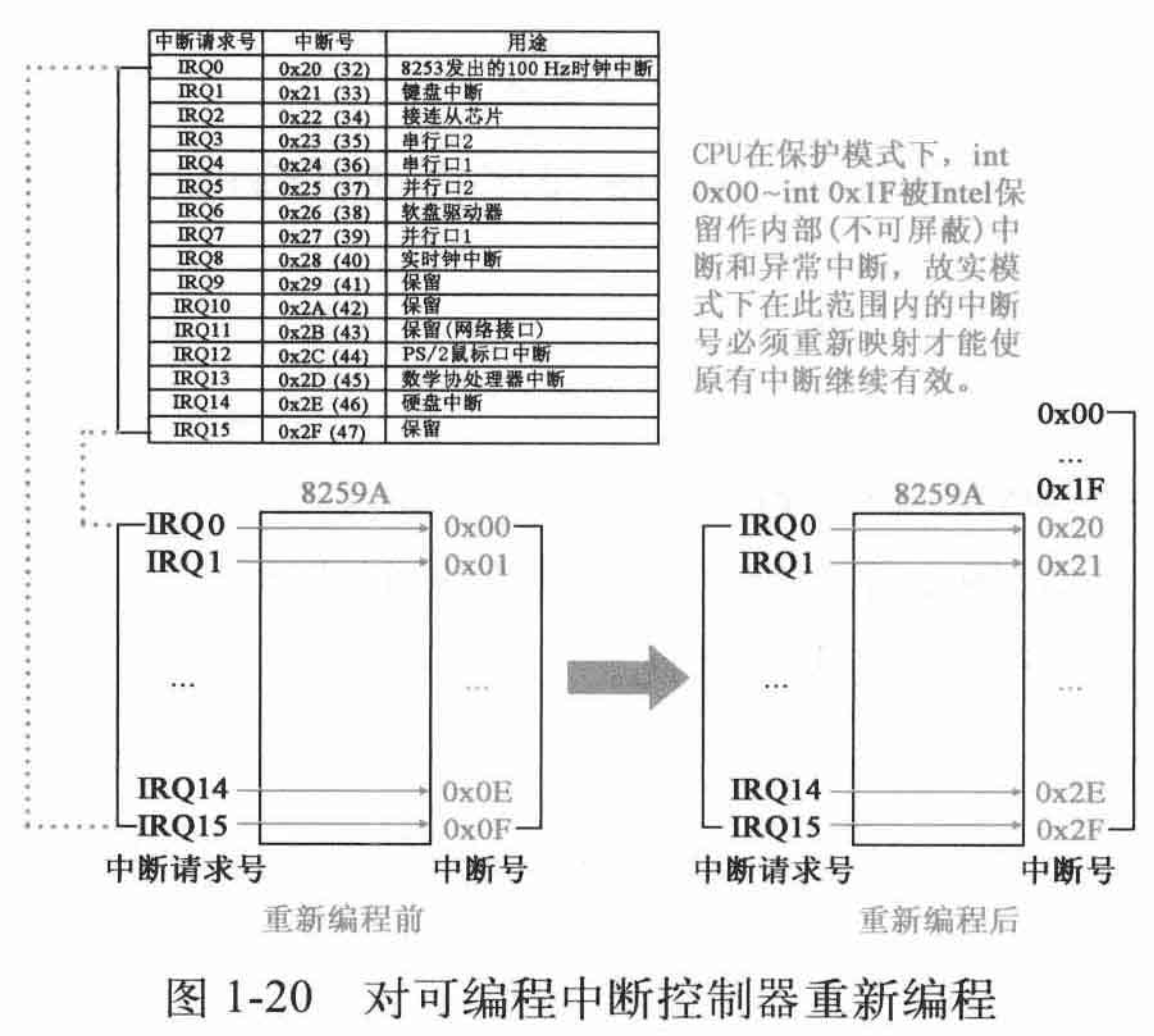 中断请求号 中断号 用途
IRQ0 0x20 (32) 8253发出的100 Hz时钟中断
IRQ1 0x21 (33) 键盘中断
IRQ2 0x22 (34) 接连从芯片
IRQ3 0x23 (35) 串行口2
IRQ4 0x24 (36) 串行口1
IRQ5 0x25 (37) 并行口2
IRQ6 0x26 (38) 软盘驱动器
IRQ7 0x27 (39) 并行口1
IRQ8 0x28 (40) 实时钟中断
IRQ9 0x29 (41) 保留
IRQ10 0x2A (42) 保留
IRQ11 0x2B (43) 保留(网络接口)
IRQ12 0x2C (44) PS/2鼠标口中断
IRQ13 0x2D (45) 数学协处理器中断
IRQ14 0x2E (46) 硬盘中断
IRQ15 0x2F (47) 保留
CPU在保护模式下，int
0x00~int 0x1F被Intel保
留作内部(不可屏蔽)中
断和异常中断，故实模
式下在此范围内的中断
号必须重新映射才能使
原有中断继续有效。
8259A
IRQ0 0x00
IRQ1 0x01
... ...
IRQ14 0x0E
IRQ15 0x0F
中断请求号 中断号
重新编程前
0x00
...
8259A 0x1F
IRQ0 0x20
IRQ1 0x21
... ...
IRQ14 0x2E
IRQ15 0x2F
中断请求号 中断号
重新编程后
图 1-20 对可编程中断控制器重新编程